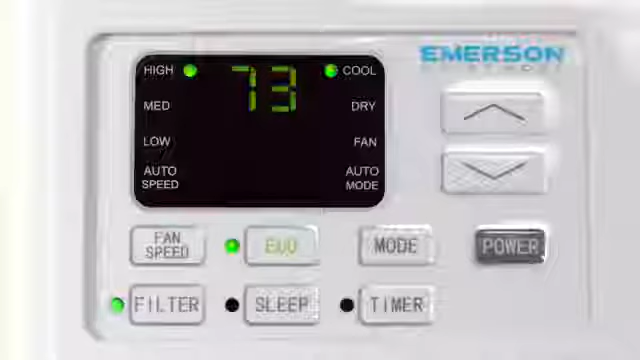 HIGH 73 COOL
EMERSON
MED DRY
LOW FAN
AUTO SPEED
AUTO MODE
FAN SPEED
ECO
MODE
POWER
FILTER
SLEEP
TIMER